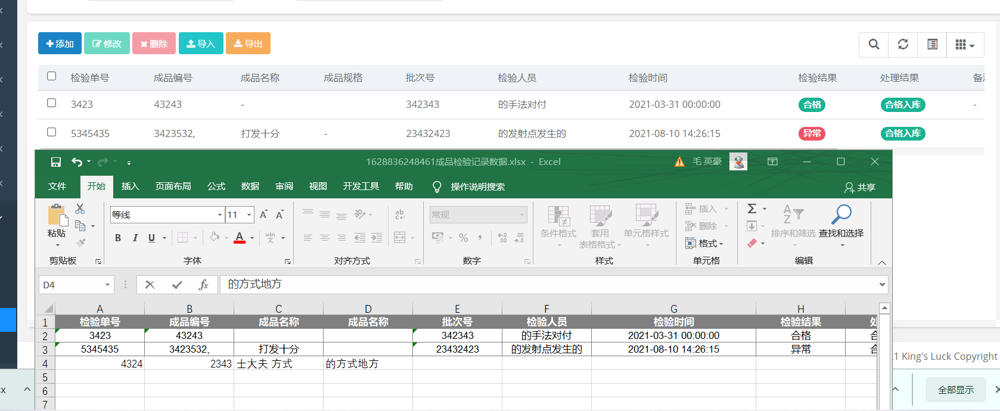 添加 修改 删除 导入 导出
检验单号 成品编号 成品名称 成品规格 批次号 检验人员 检验时间 检验结果 处理结果
3423 43243 - 342343 的手法对付 2021-03-31 00:00:00 合格 合格入库 -
5345435 3423532, 打发十分 - 23432423 的发射点发生的 2021-08-10 14:26:15 异常 合格入库
1628836248461成品检验记录数据.xlsx - Excel 毛 英豪
文件 开始 插入 页面布局 公式 数据 审阅 视图 开发工具 帮助 操作说明搜索 共享
等线 11 A A ab 常规 插入
粘贴 B I U A wén 文 % 条件格式 套用 单元格样式 删除 排序和筛选 查找和选择
表格格式 格式
剪贴板 字体 对齐方式 数字 样式 单元格 编辑
D4 fx 的方式地方
A B C D E F G H
1 检验单号 成品编号 成品名称 成品名称 批次号 检验人员 检验时间 检验结果
2 3423 43243 342343 的手法对付 2021-03-31 00:00:00 合格 合
3 5345435 3423532, 打发十分 23432423 的发射点发生的 2021-08-10 14:26:15 异常 合
4 4324 2343 士大夫 方式 的方式地方
5
6
7
1 King's Luck Copyright
全部显示